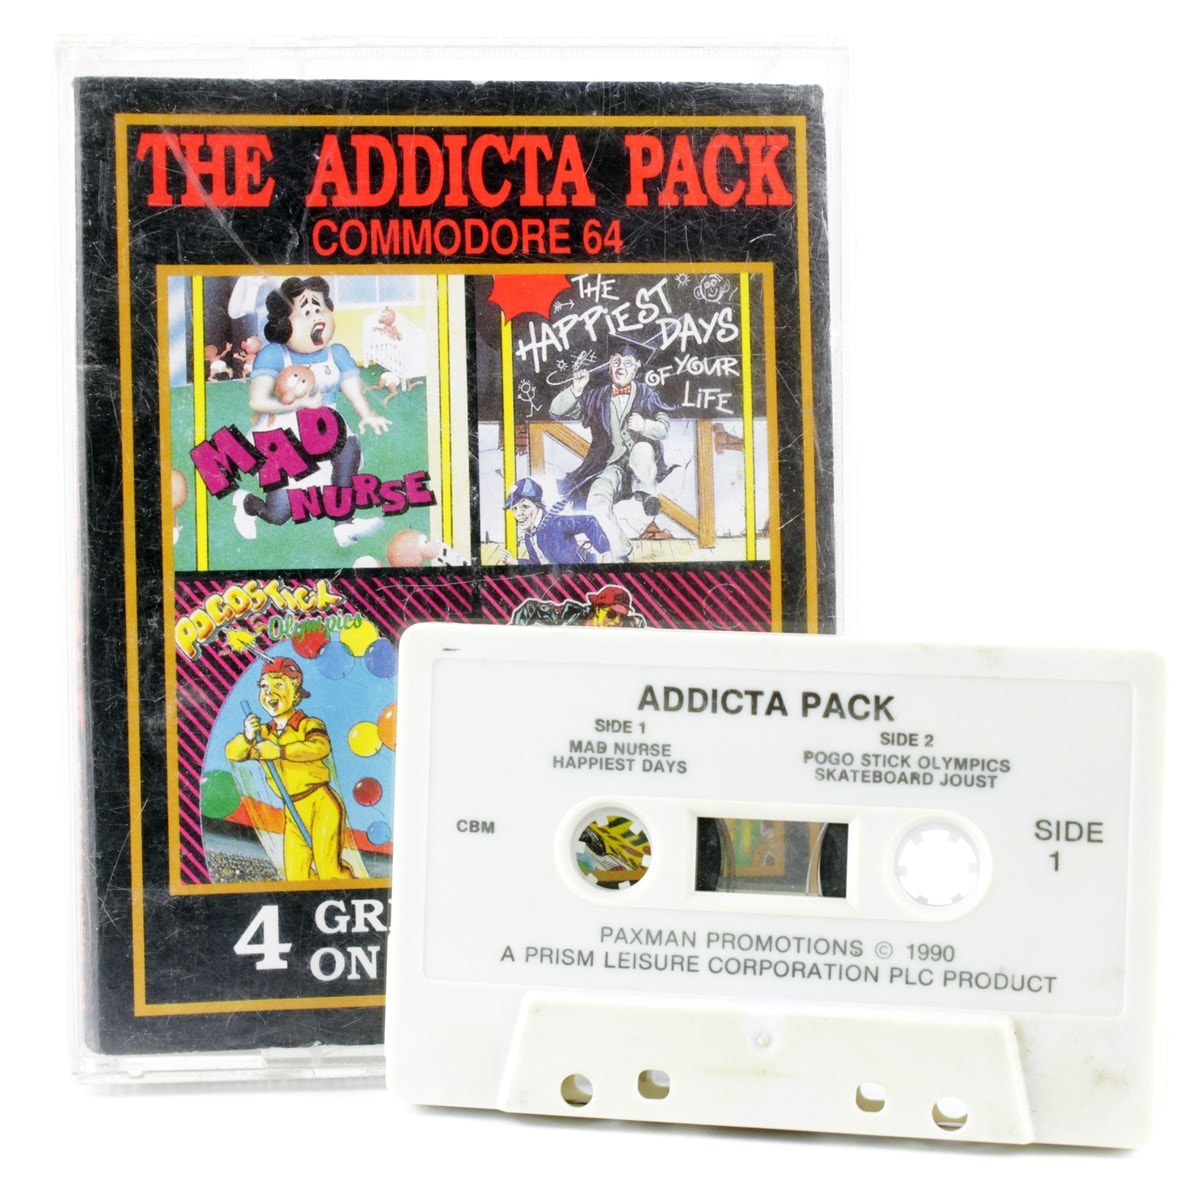 THE ADDICTA PACK
COMMODORE 64
MAD
NURSE
THE
HAPPiEST
DAYS
OF YOUR
LiFE
POGOSTICK
Olympics
4
GR
ON
ADDICTA PACK
SIDE 1
MAD NURSE
HAPPIEST DAYS
SIDE 2
POGO STICK OLYMPICS
SKATEBOARD JOUST
CBM
SIDE
1
PAXMAN PROMOTIONS © 1990
A PRISM LEISURE CORPORATION PLC PRODUCT